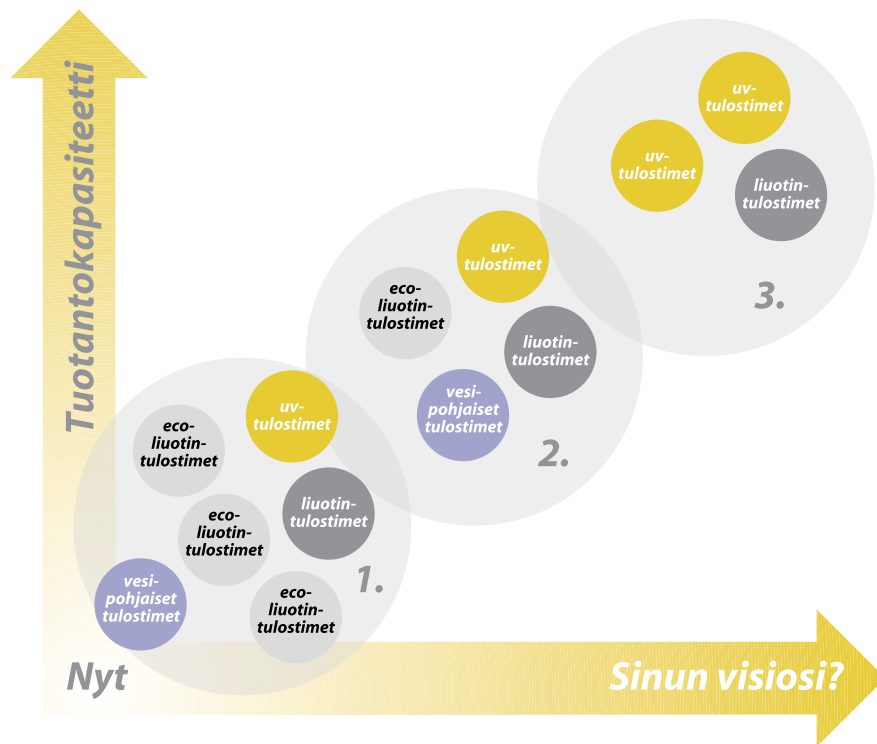 Tuotantokapasiteetti
uv-
tulostimet
uv-
tulostimet
liuotin-
tulostimet
3.
uv-
tulostimet
eco-
liuotin-
tulostimet
liuotin-
tulostimet
vesi-
pohjaiset
tulostimet
2.
uv-
tulostimet
eco-
liuotin-
tulostimet
liuotin-
tulostimet
eco-
liuotin-
tulostimet
vesi-
pohjaiset
tulostimet
eco-
liuotin-
tulostimet
1.
Nyt
Sinun visiosi?